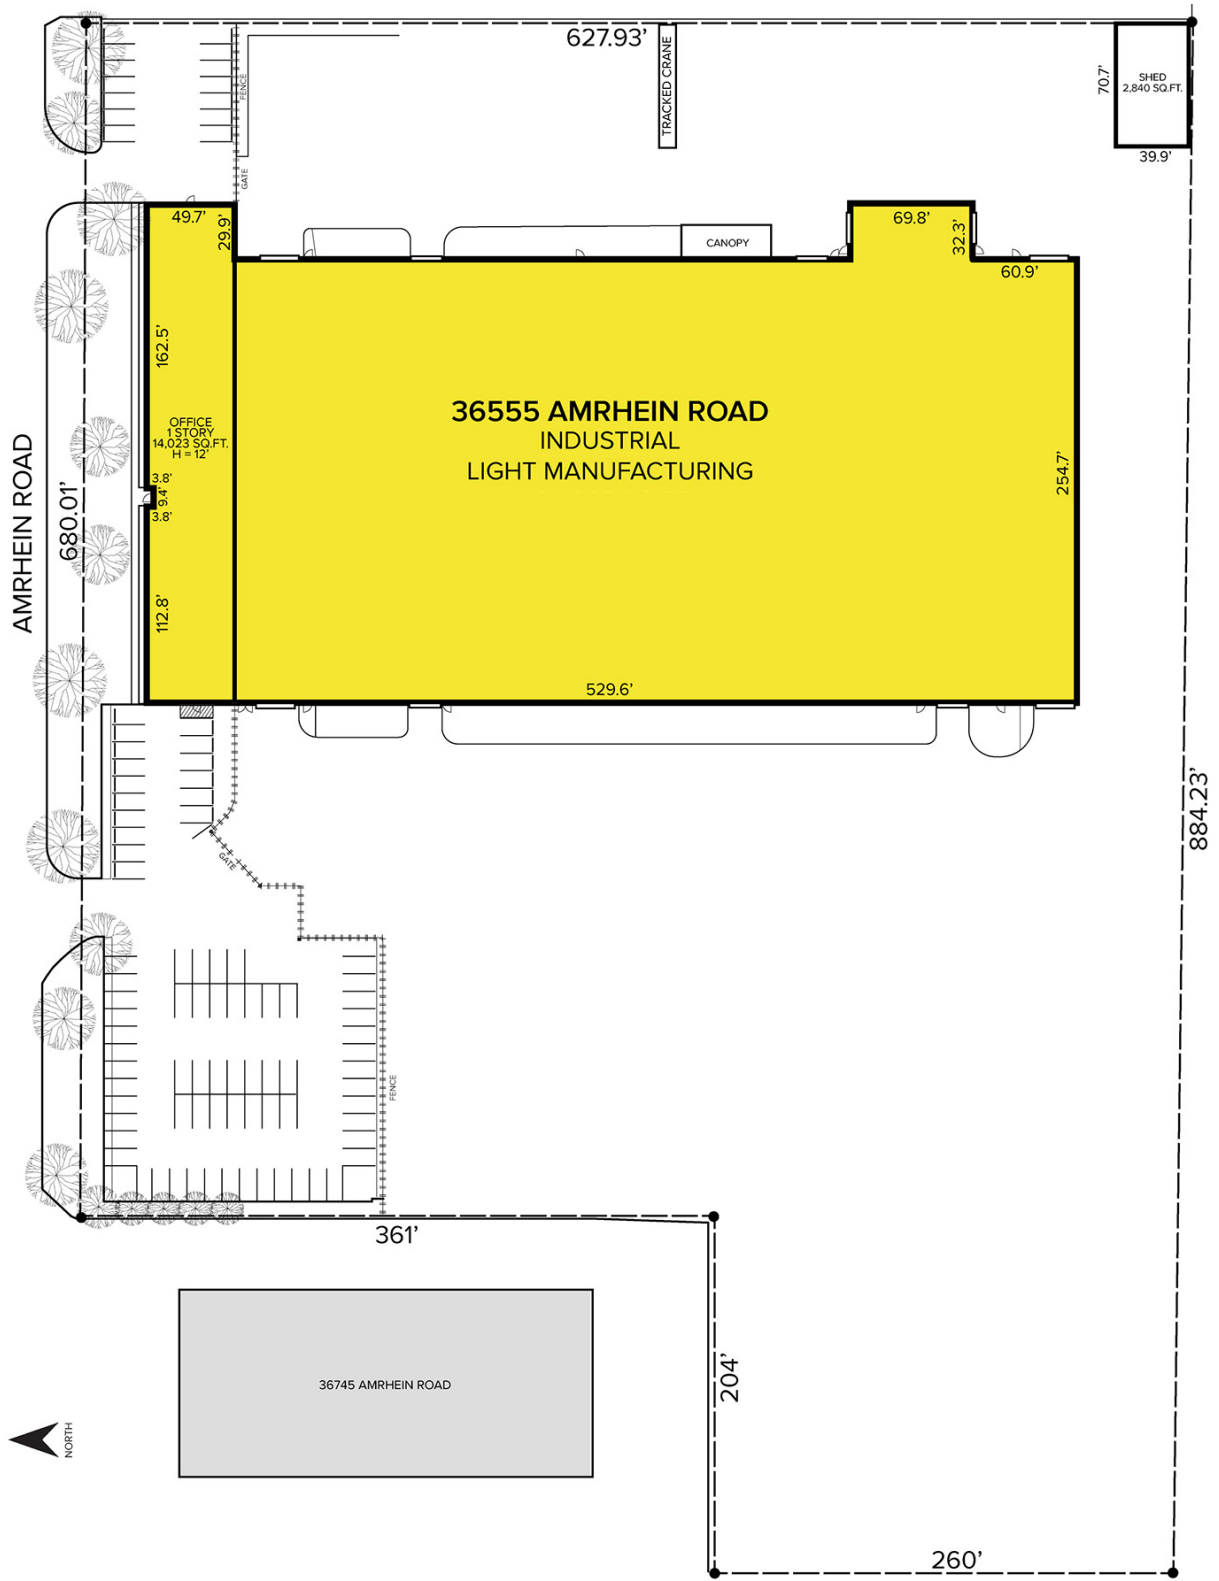 627.93’
TRACKED CRANE
70.7’
SHED
2,840 SQ.FT.
39.9’
FENCE
GATE
49.7’
29.9’
CANOPY
69.8’
32.3’
60.9’
162.5’
36555 AMRHEIN ROAD
INDUSTRIAL
LIGHT MANUFACTURING
OFFICE
1 STORY
14,023 SQ.FT.
H = 12’
3.8’
9.4’
3.8’
254.7’
AMRHEIN ROAD
680.01’
112.8’
529.6’
884.23’
GATE
FENCE
361’
204’
36745 AMRHEIN ROAD
NORTH
260’